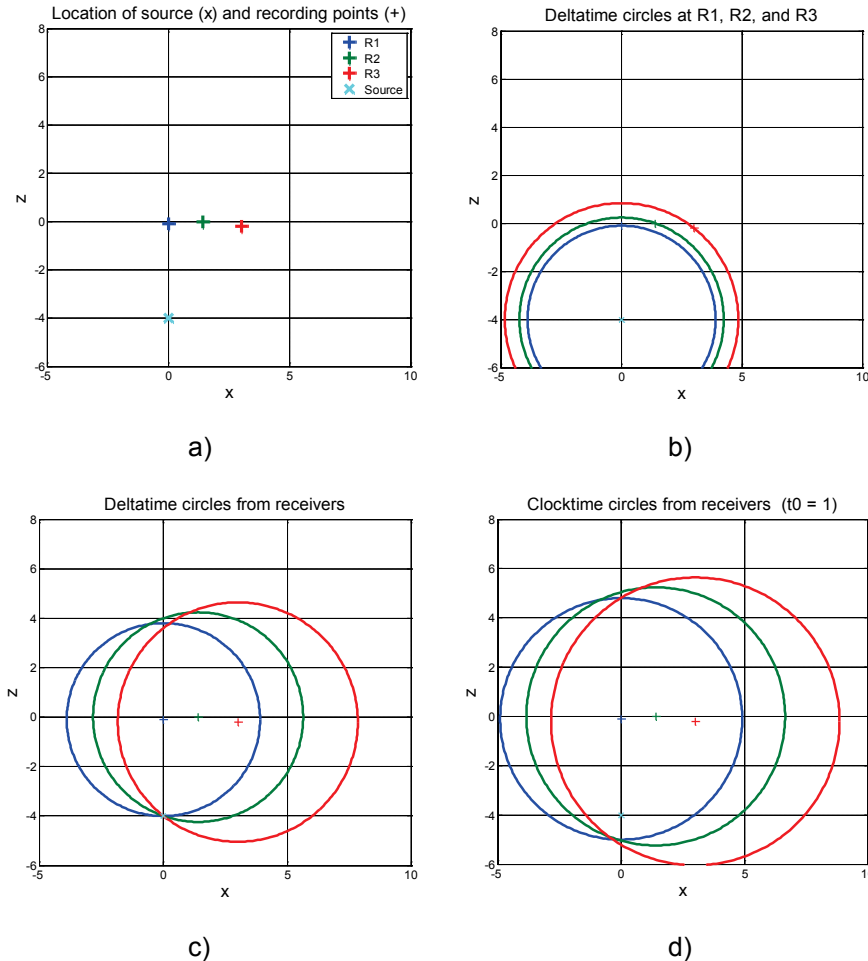 Location of source (x) and recording points (+)
8
6
4
2
0
-2
-4
-6
-5
0
5
10
z
x
R1
R2
R3
Source
a)
Deltatime circles at R1, R2, and R3
8
6
4
2
0
-2
-4
-6
-5
0
5
10
z
x
b)
Deltatime circles from receivers
8
6
4
2
0
-2
-4
-6
-5
0
5
10
z
x
c)
Clocktime circles from receivers (t0 = 1)
8
6
4
2
0
-2
-4
-6
-5
0
5
1
z
x
d)